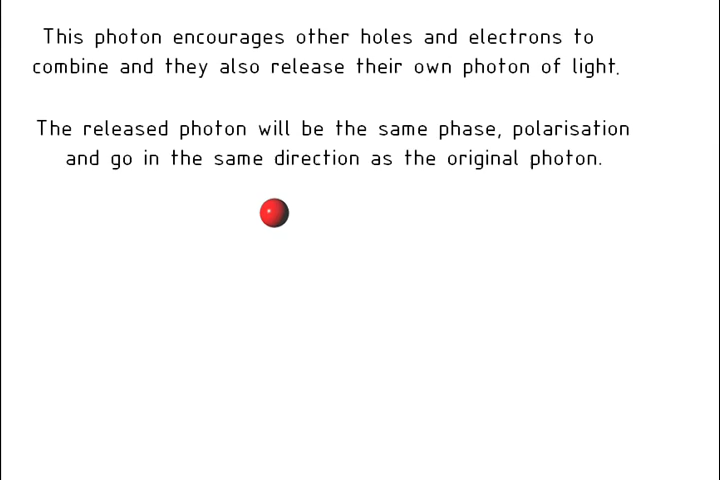 This photon encourages other holes and electrons to
combine and they also release their own photon of light.
The released photon will be the same phase, polarisation
and go in the same direction as the original photon.